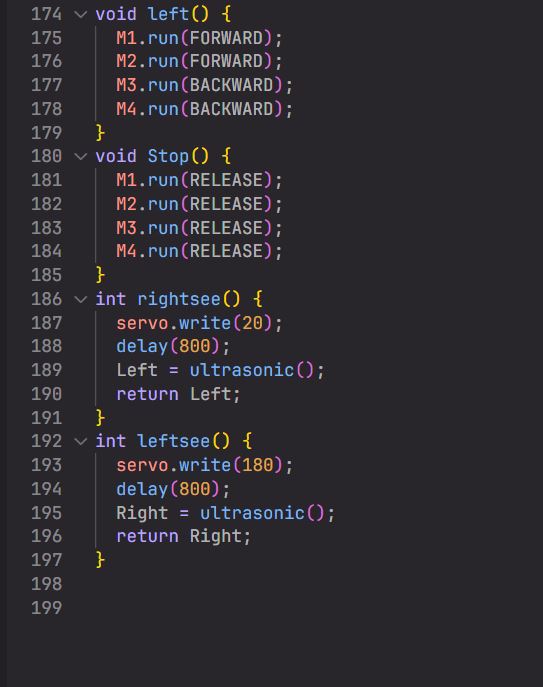 174 void left() {
175 M1.run(FORWARD);
176 M2.run(FORWARD);
177 M3.run(BACKWARD);
178 M4.run(BACKWARD);
179 }
180 void Stop() {
181 M1.run(RELEASE);
182 M2.run(RELEASE);
183 M3.run(RELEASE);
184 M4.run(RELEASE);
185 }
186 int rightsee() {
187 servo.write(20);
188 delay(800);
189 Left = ultrasonic();
190 return Left;
191 }
192 int leftsee() {
193 servo.write(180);
194 delay(800);
195 Right = ultrasonic();
196 return Right;
197 }
198
199